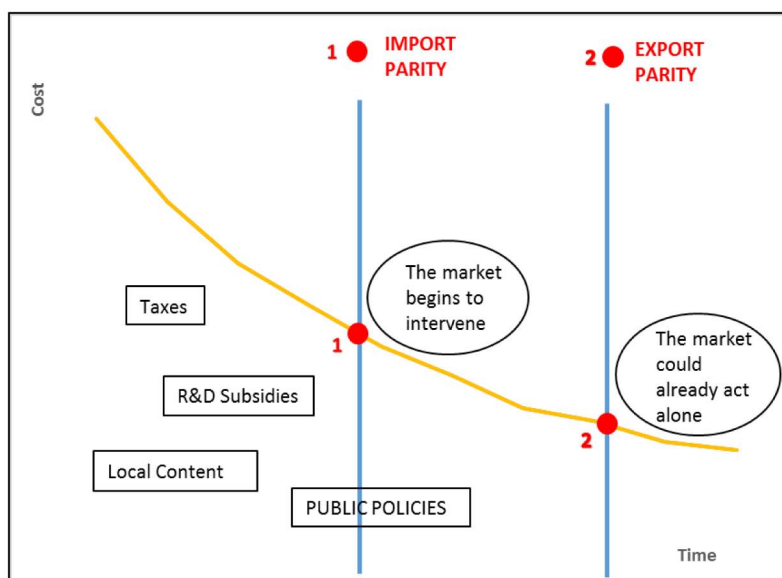 1
IMPORT
PARITY
2
EXPORT
PARITY
Cost
The market
begins to
intervene
Taxes
1
The market
could
already act
alone
R&D Subsidies
2
Local Content
PUBLIC POLICIES
Time